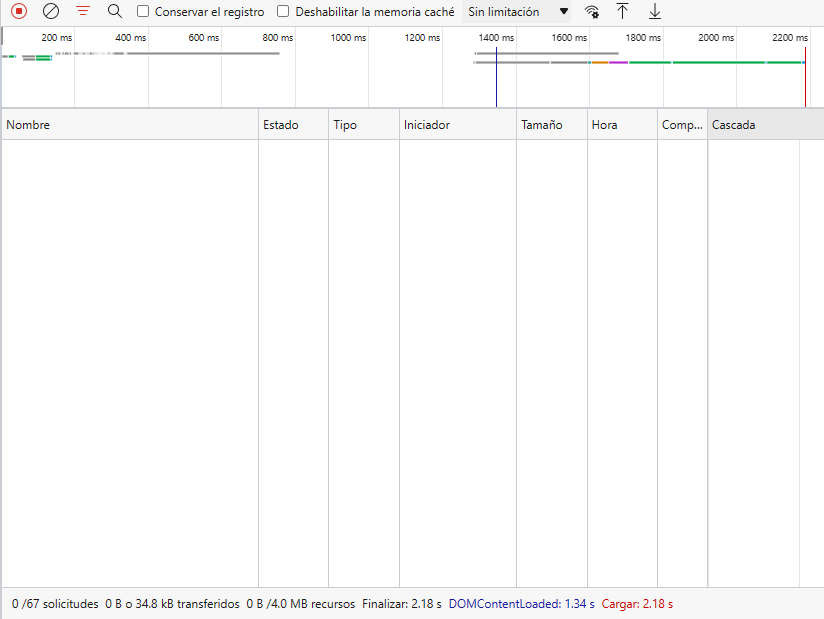 Conservar el registro Deshabilitar la memoria caché Sin limitación
200 ms 400 ms 600 ms 800 ms 1000 ms 1200 ms 1400 ms 1600 ms 1800 ms 2000 ms 2200 ms
Nombre Estado Tipo Iniciador Tamaño Hora Comp... Cascada
0 /67 solicitudes 0 B o 34.8 kB transferidos 0 B /4.0 MB recursos Finalizar: 2.18 s DOMContentLoaded: 1.34 s Cargar: 2.18 s